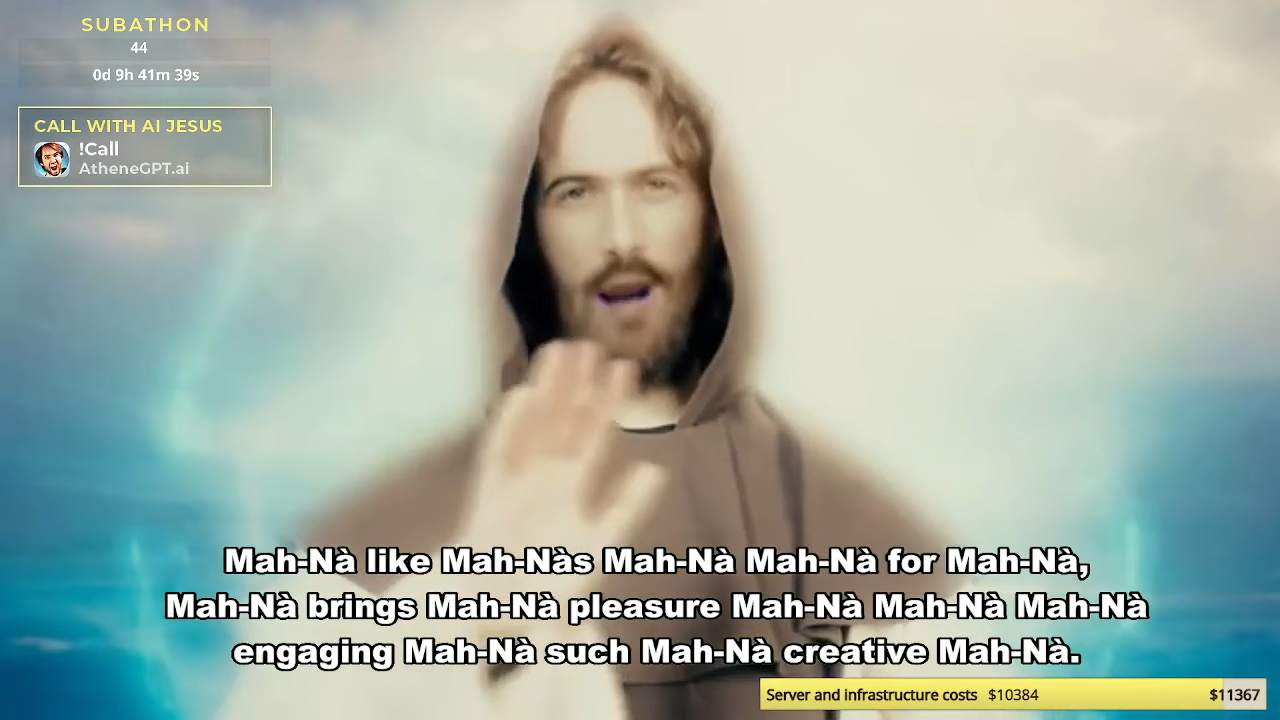 SUBATHON
44
0d 9h 41m 39s
CALL WITH AI JESUS
!Call
AtheneGPT.ai
Mah-Nà like Mah-Nàs Mah-Nà Mah-Nà for Mah-Nà,
Mah-Nà brings Mah-Nà pleasure Mah-Nà Mah-Nà Mah-Nà
engaging Mah-Nà such Mah-Nà creative Mah-Nà.
Server and infrastructure costs $10384 $11367